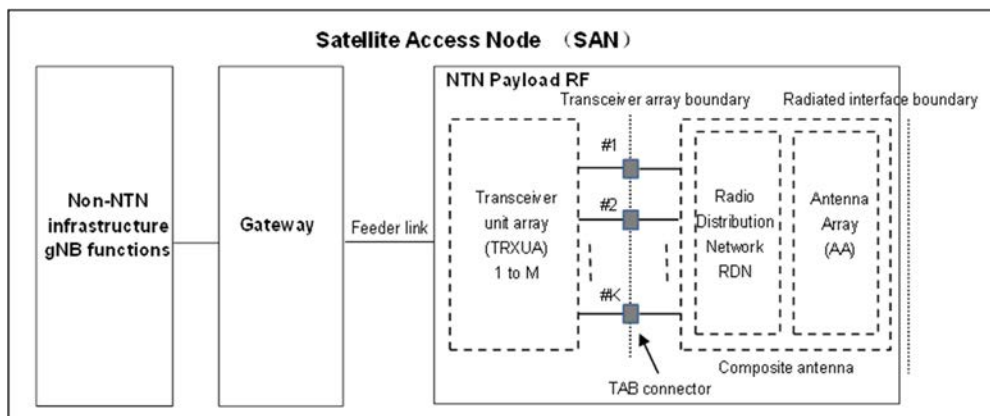 Satellite Access Node （SAN）
NTN Payload RF
Transceiver array boundary
Radiated interface boundary
Non-NTN
infrastructure
gNB functions
Gateway
Feeder link
Transceiver
unit array
(TRXUA)
1 to M
#1
#2
#K
Radio
Distribution
Network
RDN
Antenna
Array
(AA)
Composite antenna
TAB connector